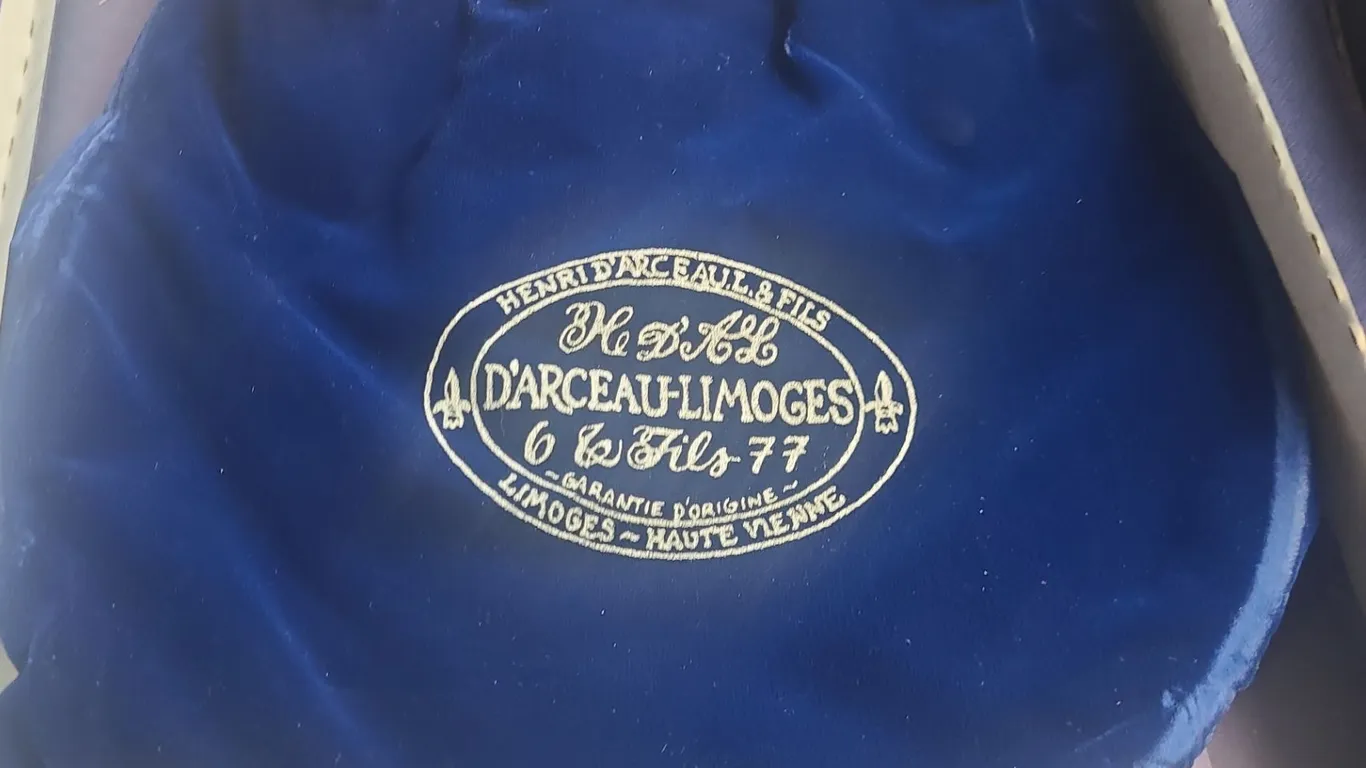 HENRI D'ARCEAU.L. & FILS
H D'A&L
D'ARCEAU-LIMOGES
6 & Fils 77
~GARANTIE D'ORIGINE~
LIMOGES ~ HAUTE VIENNE